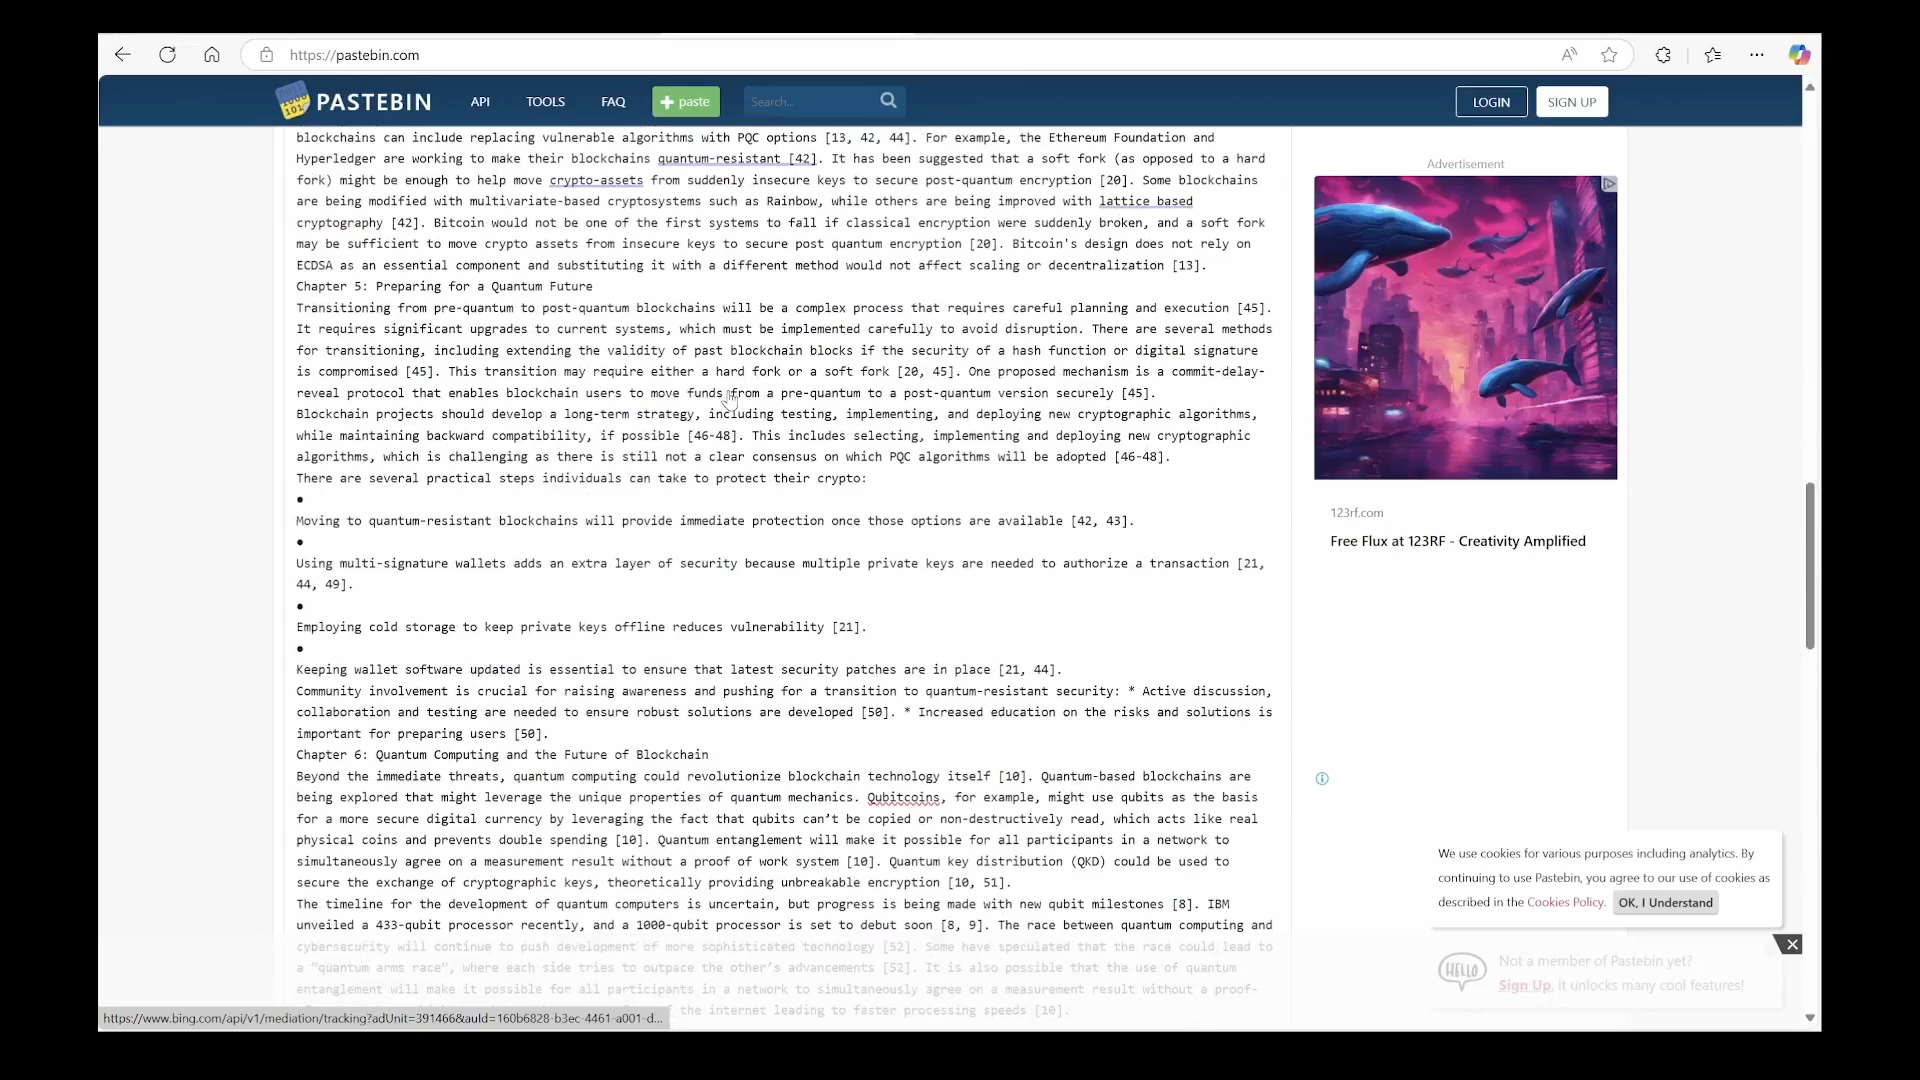 https://pastebin.com
PASTEBIN
API
TOOLS
FAQ
paste
Search...
LOGIN
SIGN UP
blockchains can include replacing vulnerable algorithms with PQC options [13, 42, 44]. For example, the Ethereum Foundation and
Hyperledger are working to make their blockchains quantum-resistant [42]. It has been suggested that a soft fork (as opposed to a hard
fork) might be enough to help move crypto-assets from suddenly insecure keys to secure post-quantum encryption [20]. Some blockchains
are being modified with multivariate-based cryptosystems such as Rainbow, while others are being improved with lattice based
cryptography [42]. Bitcoin would not be one of the first systems to fall if classical encryption were suddenly broken, and a soft fork
may be sufficient to move crypto assets from insecure keys to secure post quantum encryption [20]. Bitcoin's design does not rely on
ECDSA as an essential component and substituting it with a different method would not affect scaling or decentralization [13].
Chapter 5: Preparing for a Quantum Future
Transitioning from pre-quantum to post-quantum blockchains will be a complex process that requires careful planning and execution [45].
It requires significant upgrades to current systems, which must be implemented carefully to avoid disruption. There are several methods
for transitioning, including extending the validity of past blockchain blocks if the security of a hash function or digital signature
is compromised [45]. This transition may require either a hard fork or a soft fork [20, 45]. One proposed mechanism is a commit-delay-
reveal protocol that enables blockchain users to move funds from a pre-quantum to a post-quantum version securely [45].
Blockchain projects should develop a long-term strategy, including testing, implementing, and deploying new cryptographic algorithms,
while maintaining backward compatibility, if possible [46-48]. This includes selecting, implementing and deploying new cryptographic
algorithms, which is challenging as there is still not a clear consensus on which PQC algorithms will be adopted [46-48].
There are several practical steps individuals can take to protect their crypto:
•
Moving to quantum-resistant blockchains will provide immediate protection once those options are available [42, 43].
•
Using multi-signature wallets adds an extra layer of security because multiple private keys are needed to authorize a transaction [21,
44, 49].
•
Employing cold storage to keep private keys offline reduces vulnerability [21].
•
Keeping wallet software updated is essential to ensure that latest security patches are in place [21, 44].
Community involvement is crucial for raising awareness and pushing for a transition to quantum-resistant security: * Active discussion,
collaboration and testing are needed to ensure robust solutions are developed [50]. * Increased education on the risks and solutions is
important for preparing users [50].
Chapter 6: Quantum Computing and the Future of Blockchain
Beyond the immediate threats, quantum computing could revolutionize blockchain technology itself [10]. Quantum-based blockchains are
being explored that might leverage the unique properties of quantum mechanics. Qubitcoins, for example, might use qubits as the basis
for a more secure digital currency by leveraging the fact that qubits can’t be copied or non-destructively read, which acts like real
physical coins and prevents double spending [10]. Quantum entanglement will make it possible for all participants in a network to
simultaneously agree on a measurement result without a proof of work system [10]. Quantum key distribution (QKD) could be used to
secure the exchange of cryptographic keys, theoretically providing unbreakable encryption [10, 51].
The timeline for the development of quantum computers is uncertain, but progress is being made with new qubit milestones [8]. IBM
unveiled a 433-qubit processor recently, and a 1000-qubit processor is set to debut soon [8, 9]. The race between quantum computing and
cybersecurity will continue to push development of more sophisticated technology [52]. Some have speculated that the race could lead to
a “quantum arms race”, where each side tries to outpace the other’s advancements [52]. It is also possible that the use of quantum
entanglement will make it possible for all participants in a network to simultaneously agree on a measurement result without a proof-
the internet leading to faster processing speeds [10].
Advertisement
123rf.com
Free Flux at 123RF - Creativity Amplified
We use cookies for various purposes including analytics. By
continuing to use Pastebin, you agree to our use of cookies as
described in the Cookies Policy. OK, I Understand
HELLO
Not a member of Pastebin yet?
Sign Up, it unlocks many cool features!
https://www.bing.com/api/v1/mediation/tracking?adUnit=391466&auId=160b6828-b3ec-4461-a001-d...